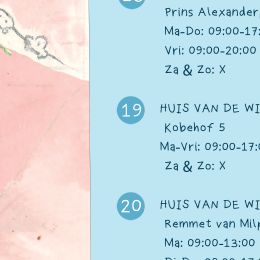 Prins Alexander
Ma-Do: 09:00-17:
Vri: 09:00-20:00
Za & Zo: X
19 HUIS VAN DE WI
Kobehof 5
Ma-Vri: 09:00-17:0
Za & Zo: X
20 HUIS VAN DE WI
Remmet van Milp
Ma: 09:00-13:00